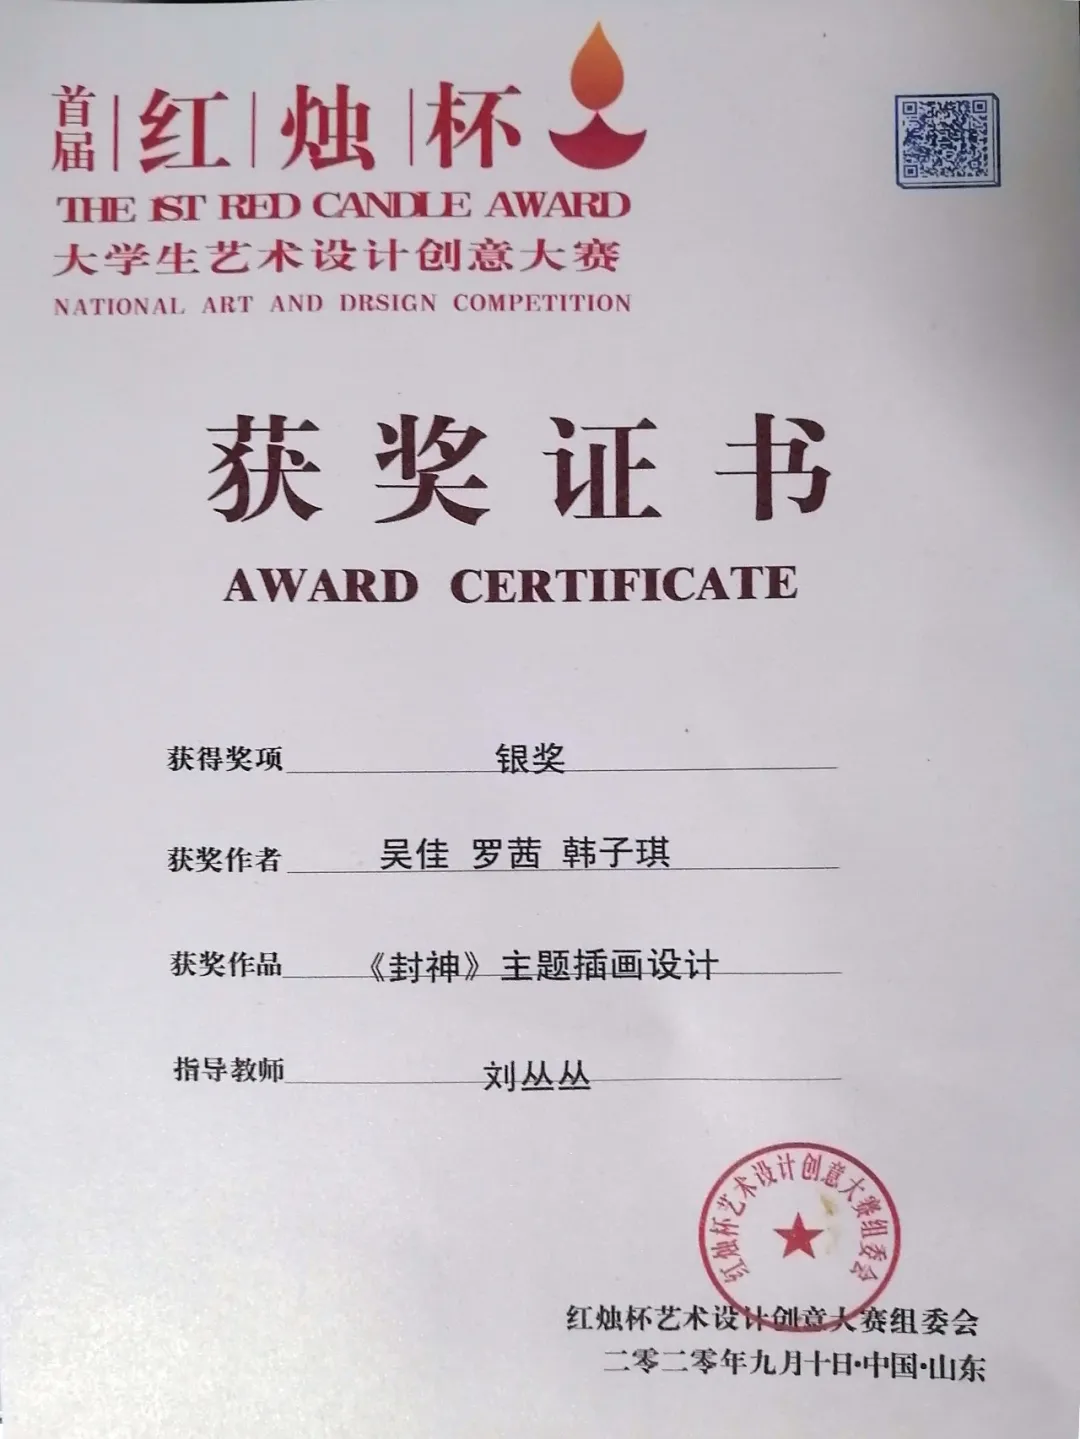 首届 红烛杯
THE 1ST RED CANDLE AWARD
大学生艺术设计创意大赛
NATIONAL ART AND DRSIGN COMPETITION
获奖证书
AWARD CERTIFICATE
获得奖项 银奖
获奖作者 吴佳 罗茜 韩子琪
获奖作品 《封神》主题插画设计
指导教师 刘丛丛
红烛杯艺术设计创意大赛组委会
红烛杯艺术设计创意大赛组委会
二零二零年九月十日·中国·山东